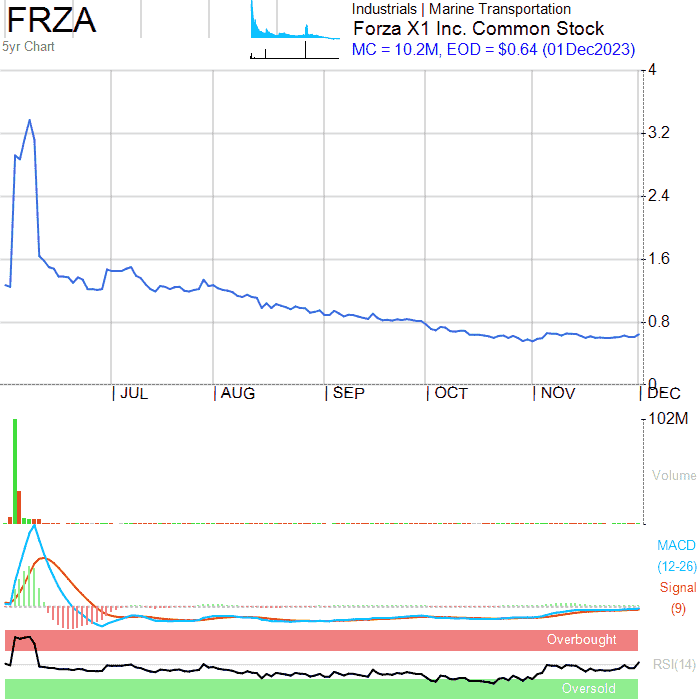 FRZA
5yr Chart
Industrials | Marine Transportation
Forza X1 Inc. Common Stock
MC = 10.2M, EOD = $0.64 (01Dec2023)
4
3.2
2.4
1.6
0.8
0
JUL AUG SEP OCT NOV DEC
102M
Volume
MACD
(12-26)
Signal
(9)
Overbought
RSI(14)
Oversold